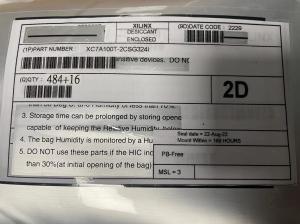 XILINX
DESICCANT
ENCLOSED
(9D)DATE CODE : 2229
(1P)PART NUMBER XC7A100T-2CSG324I
nsitive devices. DO NO
(Q)QTY : 484+16
2D
3. Storage time can be prolonged by storing opene
capable of keeping the Relative Humidity below
4. The bag Humidity is monitored by a Hu
5. DO NOT use these parts if the HIC inc
than 30%(at initial opening of the bag)
Seal date = 22-Aug-22
Mount Within = 168 HOURS
PB-Free
MSL = 3